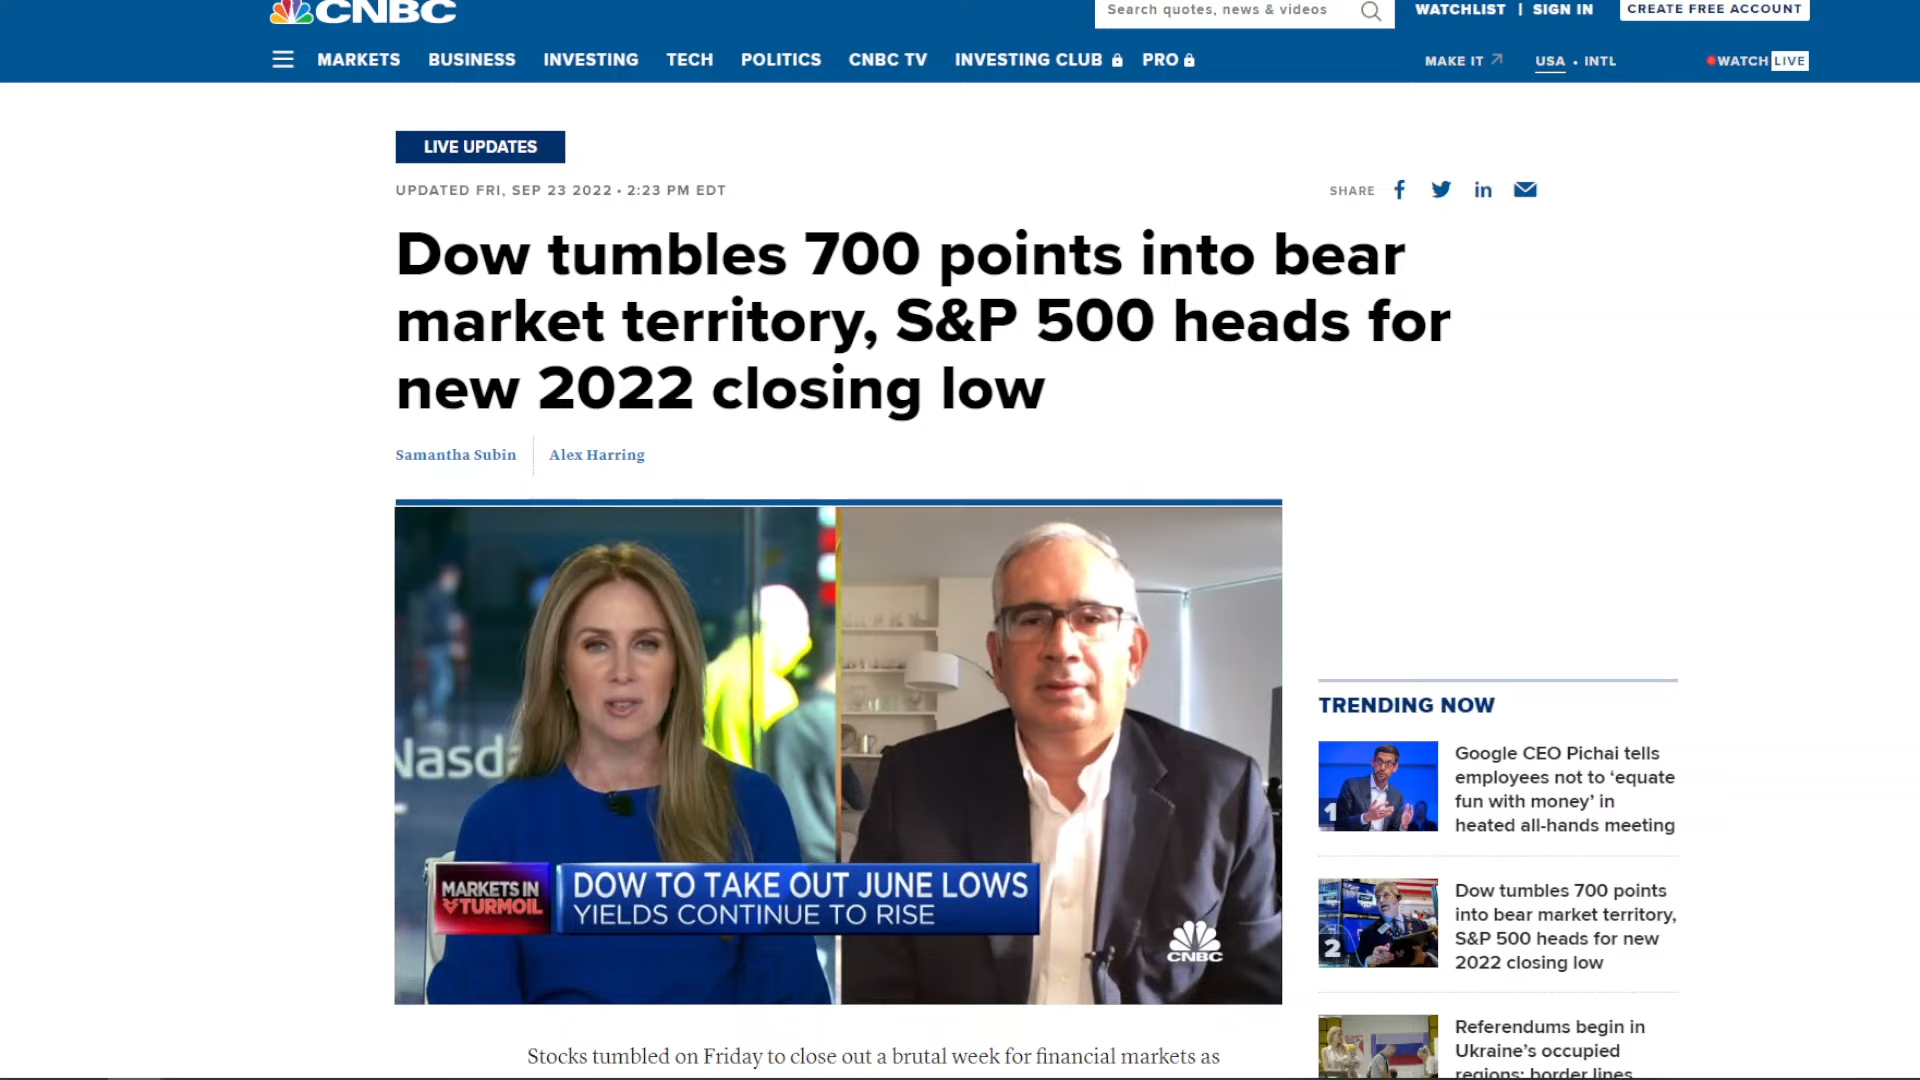 CNBC
Search quotes, news & videos
WATCHLIST | SIGN IN
CREATE FREE ACCOUNT
MARKETS BUSINESS INVESTING TECH POLITICS CNBC TV INVESTING CLUB PRO
MAKE IT USA • INTL
WATCH LIVE
LIVE UPDATES
UPDATED FRI, SEP 23 2022 • 2:23 PM EDT
SHARE
Dow tumbles 700 points into bear
market territory, S&P 500 heads for
new 2022 closing low
Samantha Subin Alex Harring
Nasda
MARKETS IN
TURMOIL
DOW TO TAKE OUT JUNE LOWS
YIELDS CONTINUE TO RISE
CNBC
Stocks tumbled on Friday to close out a brutal week for financial markets as
TRENDING NOW
1
Google CEO Pichai tells
employees not to ‘equate
fun with money’ in
heated all-hands meeting
2
Dow tumbles 700 points
into bear market territory,
S&P 500 heads for new
2022 closing low
Referendums begin in
Ukraine’s occupied
regions; border lines